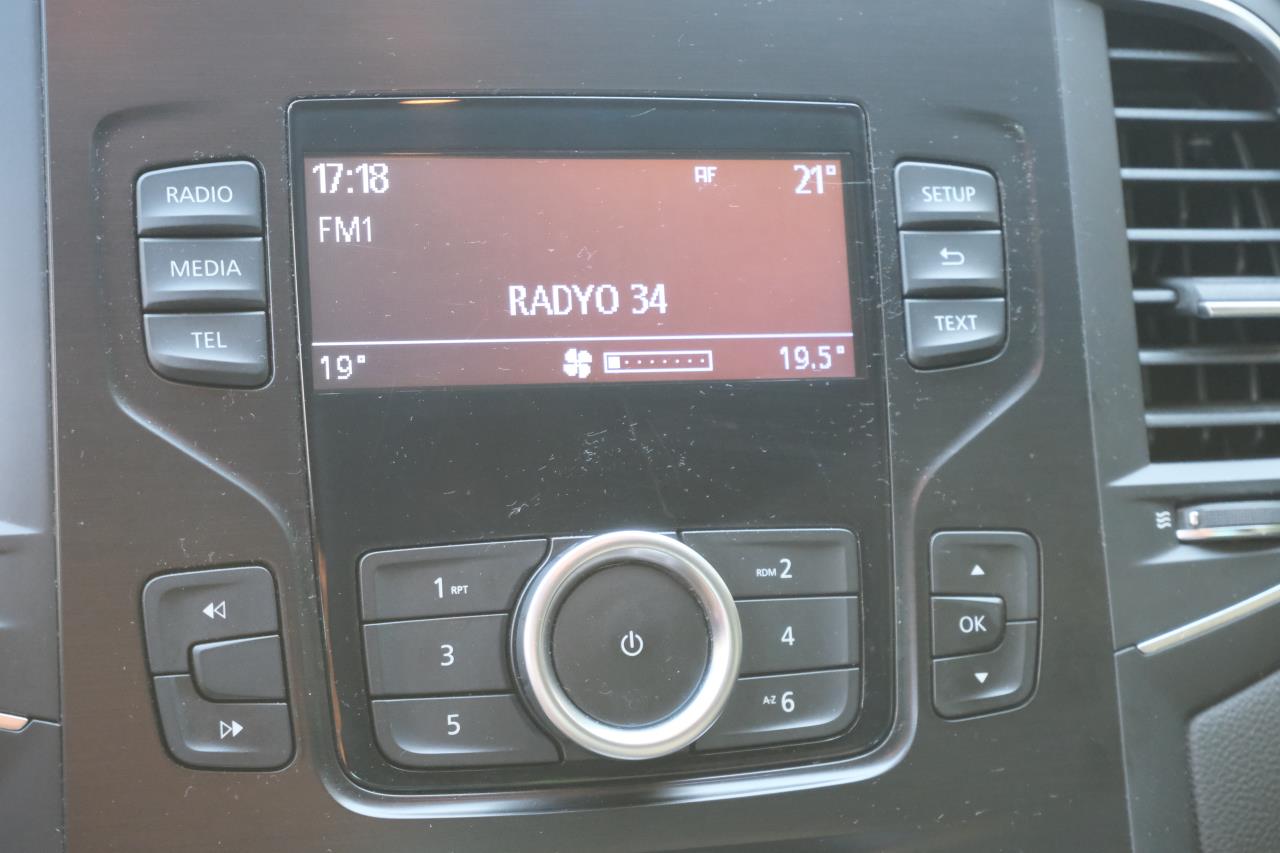 17:18 AF 21°
FM1
RADYO 34
19° 19.5°
RADIO
MEDIA
TEL
SETUP
TEXT
1 RPT
RDM 2
3
4
5
A-Z 6
OK